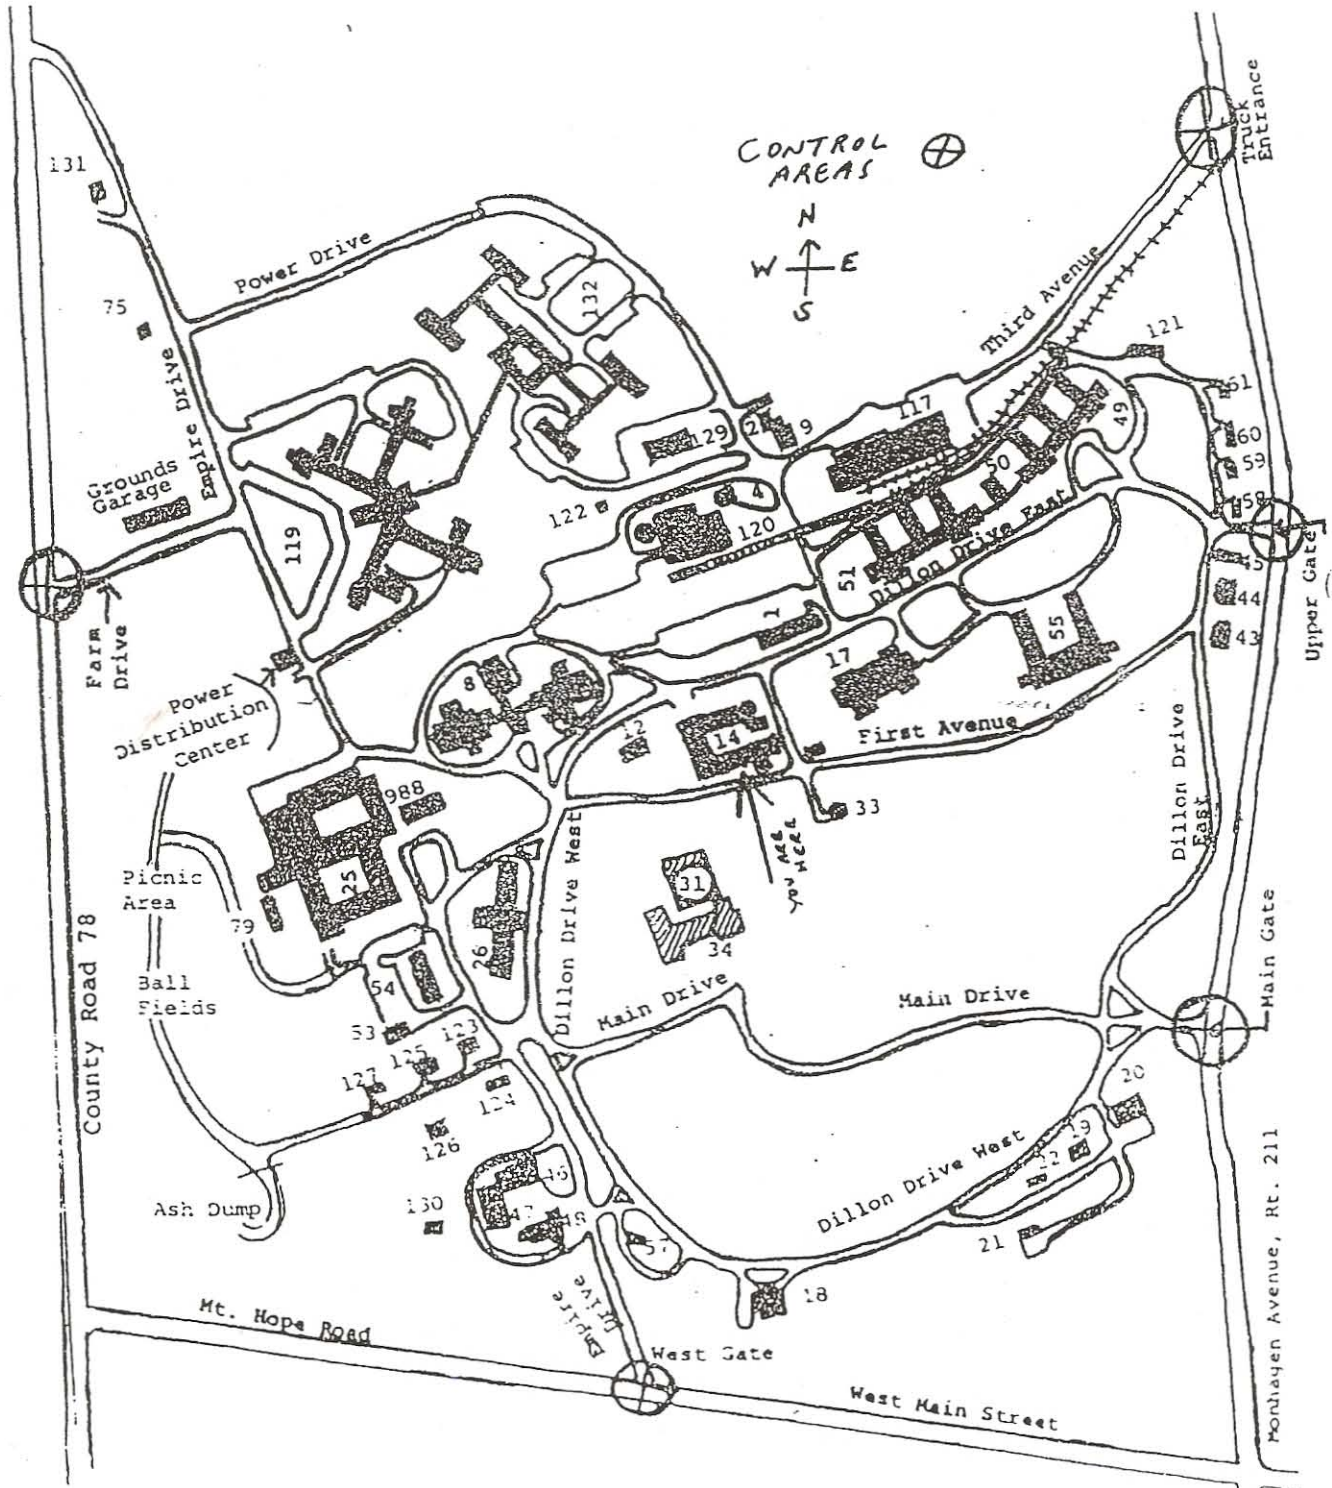 CONTROL
AREAS
N
W E
S
Truck
Entrance
131
Power Drive
132
75
Third Avenue
121
61
Empire Drive
117
49
9
129
60
59
Grounds
Garage
50
58
4
122
120
119
Dillon Drive East
51
45
Upper Gate
44
1
55
43
Farm
Drive
17
8
Power
Distribution
Center
12
14
First Avenue
Dillon Drive
East
988
33
YOU ARE
HERE
Picnic
Area
25
31
79
26
34
Main Gate
Dillon Drive West
County Road 78
Ball
Fields
54
Main Drive
Main Drive
53
123
125
127
124
20
126
Dillon Drive West
Ash Dump
130
57
21
18
Empire
Drive
Mt. Hope Road
West Gate
West Main Street
Monhagen Avenue, Rt. 211